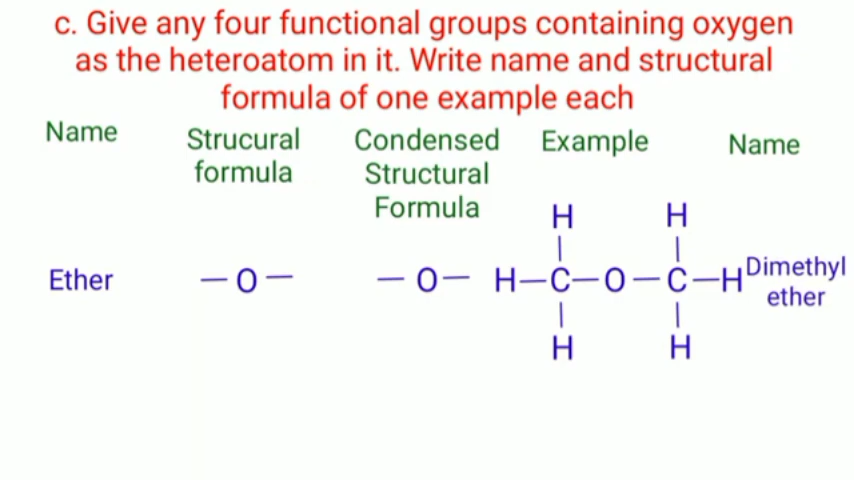 c. Give any four functional groups containing oxygen
as the heteroatom in it. Write name and structural
formula of one example each
Name
Strucural
formula
Condensed
Structural
Formula
Example
Name
Ether
—O—
—O—
H H
| |
H—C—O—C—H
| |
H H
Dimethyl
ether